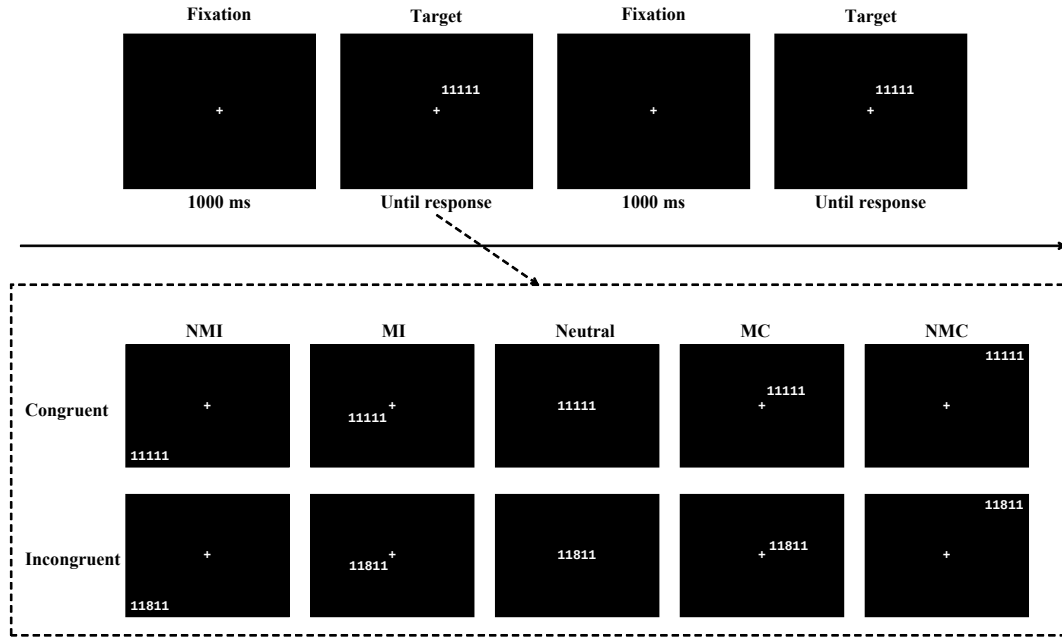 Fixation Target Fixation Target
+ 11111 + + 11111 +
1000 ms Until response 1000 ms Until response
NMI MI Neutral MC NMC
Congruent
11111 + 11111 + 11111 11111 + 11111 +
Incongruent
11811 + 11811 + 11811 11811 + 11811 +